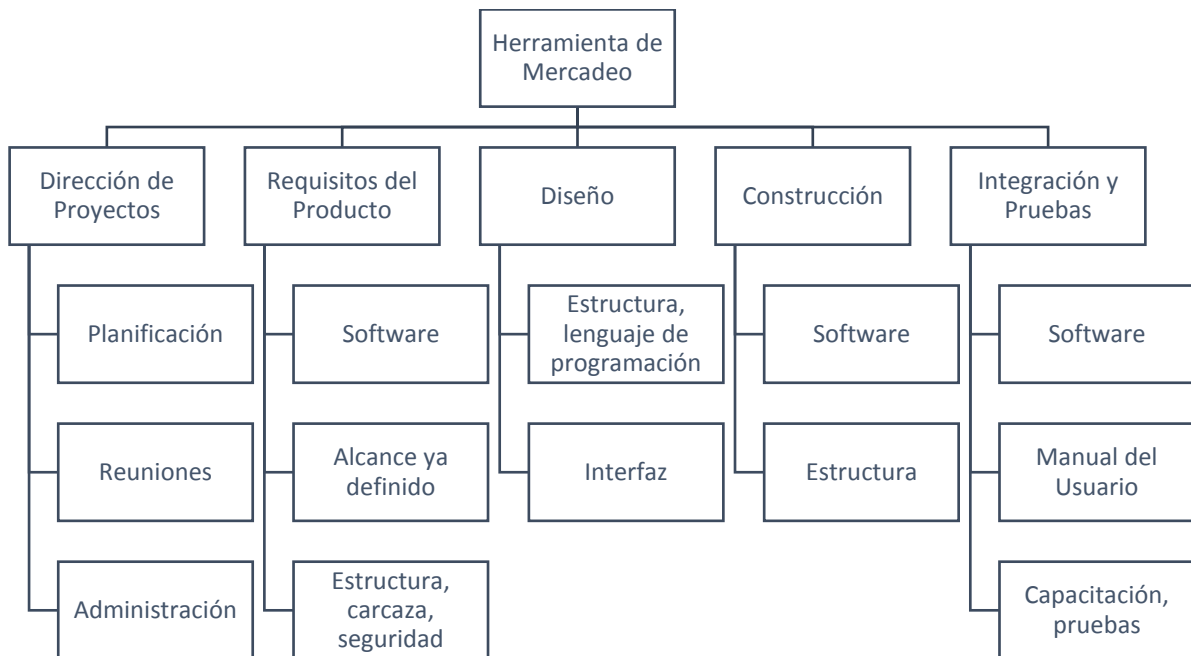 Herramienta de
Mercadeo
Dirección de
Proyectos
Requisitos del
Producto
Diseño
Construcción
Integración y
Pruebas
Planificación
Software
Estructura,
lenguaje de
programación
Software
Software
Reuniones
Alcance ya
definido
Interfaz
Estructura
Manual del
Usuario
Administración
Estructura,
carcaza,
seguridad
Capacitación,
pruebas